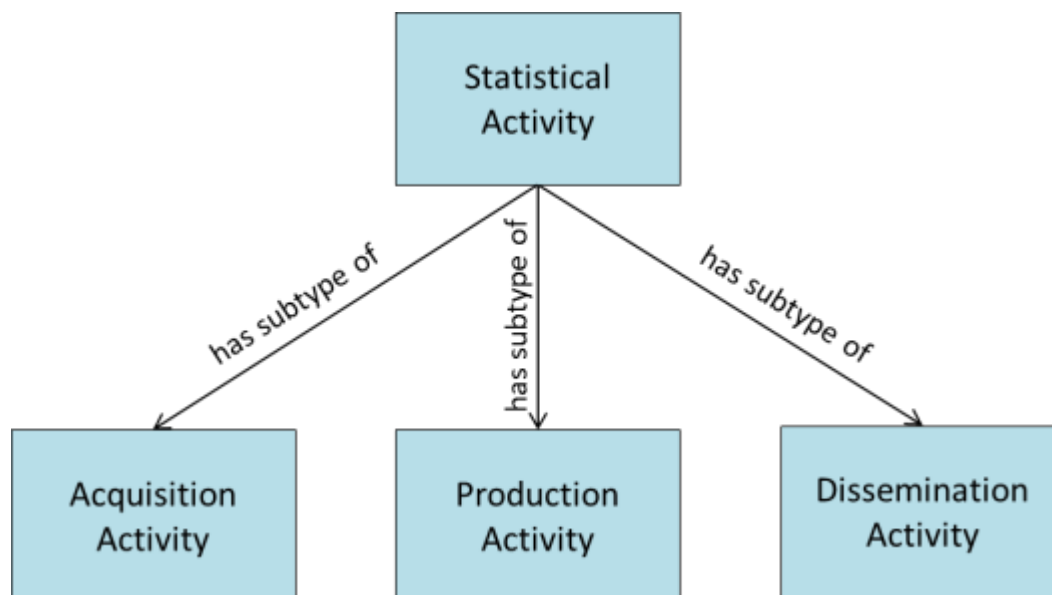 Statistical
Activity
has subtype of
has subtype of
has subtype of
Acquisition
Activity
Production
Activity
Dissemination
Activity